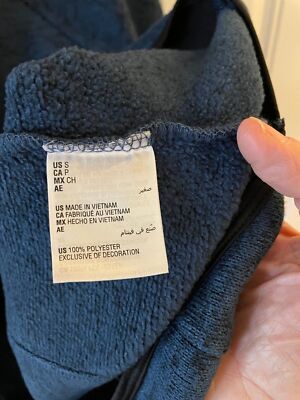 US S
CA P
MX CH
AE صغير
US MADE IN VIETNAM
CA FABRIQUÉ AU VIETNAM
MX HECHO EN VIETNAM
AE صنع في فيتنام
US 100% POLYESTER
EXCLUSIVE OF DECORATION